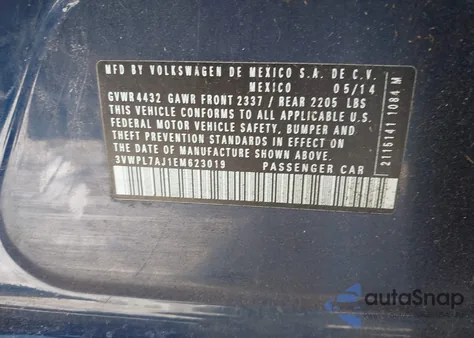 MFD BY VOLKSWAGEN DE MEXICO S.A. DE C.V.
MEXICO 05/14
GVWR 4432 GAWR FRONT 2337 / REAR 2205 LBS
THIS VEHICLE CONFORMS TO ALL APPLICABLE U.S.
FEDERAL MOTOR VEHICLE SAFETY, BUMPER AND
THEFT PREVENTION STANDARDS IN EFFECT ON
THE DATE OF MANUFACTURE SHOWN ABOVE.
3VWPL7AJ1EM623019 PASSENGER CAR
2115141 1084 M
autoSnap